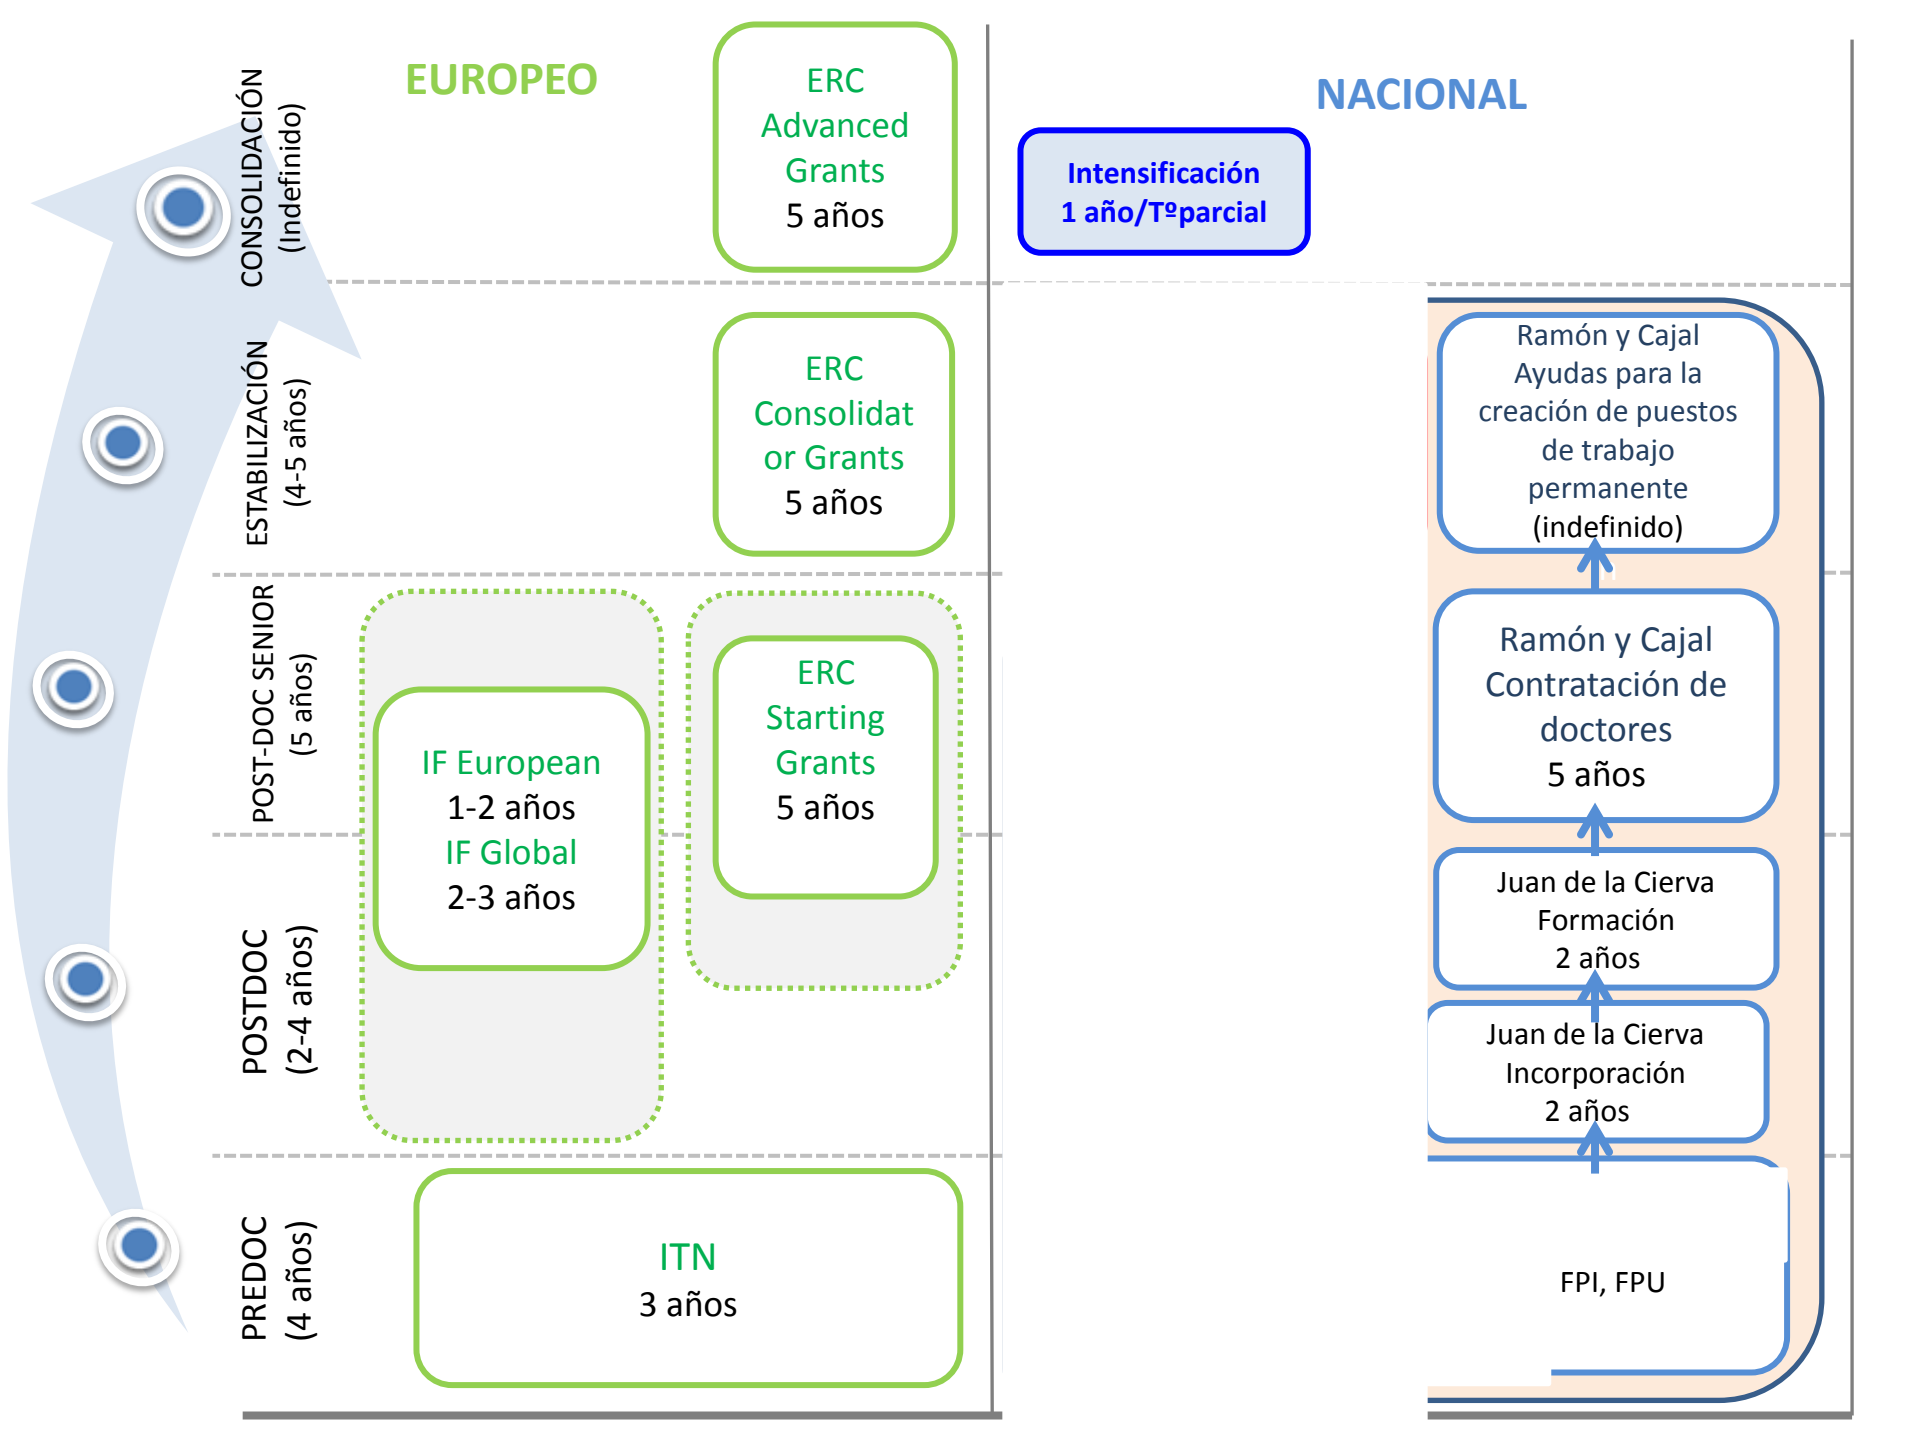 EUROPEO
NACIONAL
CONSOLIDACIÓN
(Indefinido)
ERC
Advanced
Grants
5 años
Intensificación
1 año/Tºparcial
ESTABILIZACIÓN
(4-5 años)
ERC
Consolidat
or Grants
5 años
Ramón y Cajal
Ayudas para la
creación de puestos
de trabajo
permanente
(indefinido)
POST-DOC SENIOR
(5 años)
IF European
1-2 años
IF Global
2-3 años
ERC
Starting
Grants
5 años
Ramón y Cajal
Contratación de
doctores
5 años
POSTDOC
(2-4 años)
Juan de la Cierva
Formación
2 años
Juan de la Cierva
Incorporación
2 años
PREDOC
(4 años)
ITN
3 años
FPI, FPU